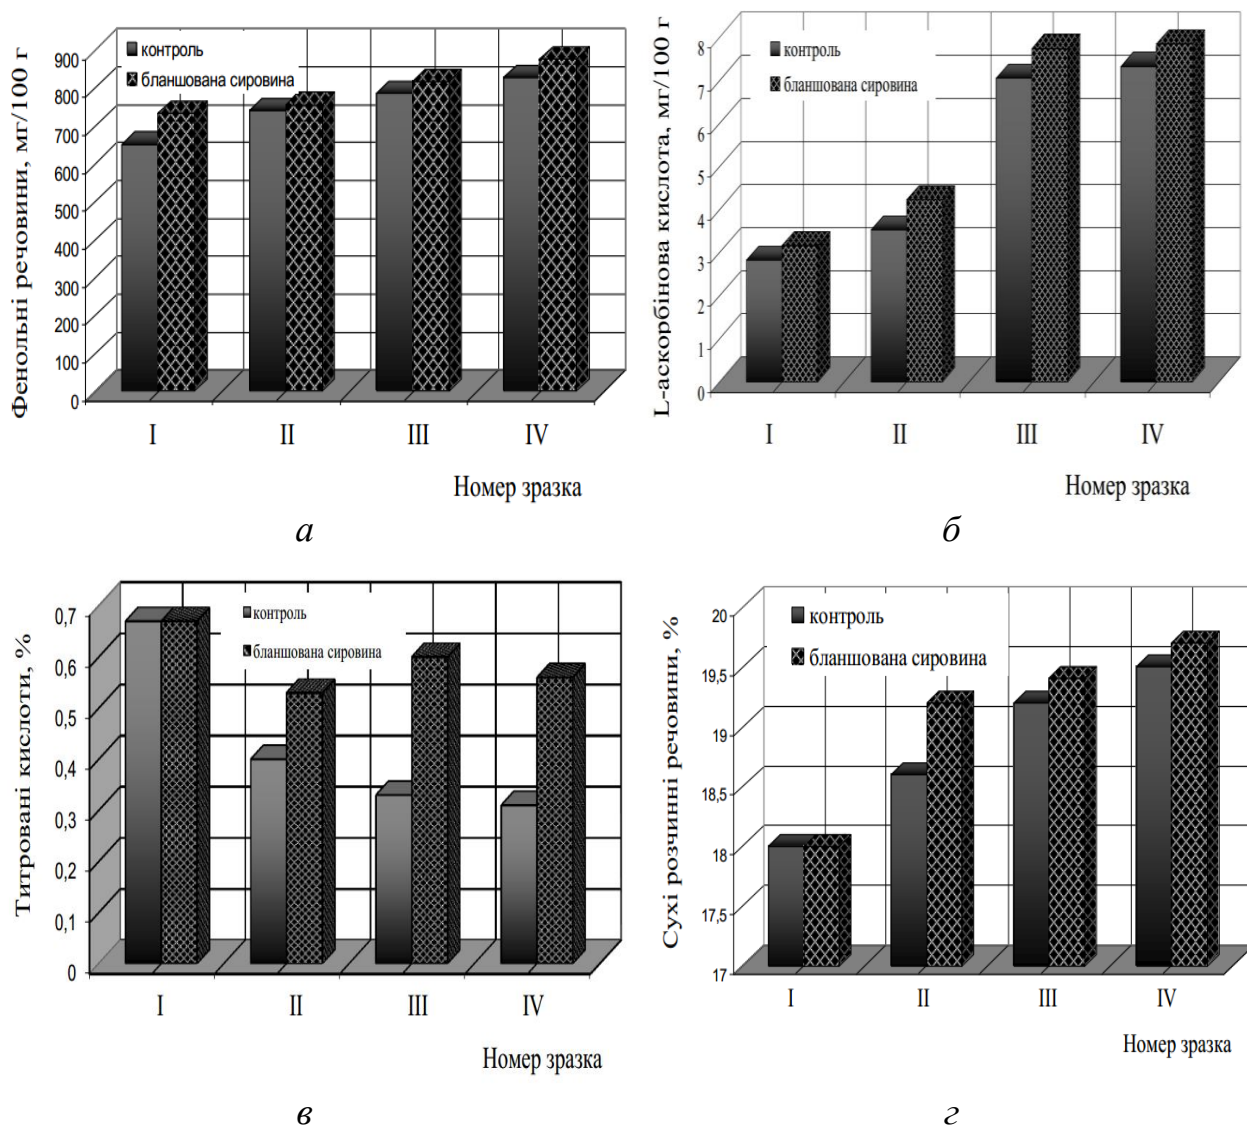 Фенольні речовини, мг/100 г
900
800
700
600
500
400
300
200
100
0
контроль
бланшована сировина
I II III IV
Номер зразка
а
L-аскорбінова кислота, мг/100 г
8
7
6
5
4
3
2
1
0
контроль
бланшована сировина
I II III IV
Номер зразка
б
Титровані кислоти, %
0,7
0,6
0,5
0,4
0,3
0,2
0,1
0
контроль
бланшована сировина
I II III IV
Номер зразка
в
Сухі розчинні речовини, %
20
19,5
19
18,5
18
17,5
17
контроль
бланшована сировина
I II III IV
Номер зразка
г